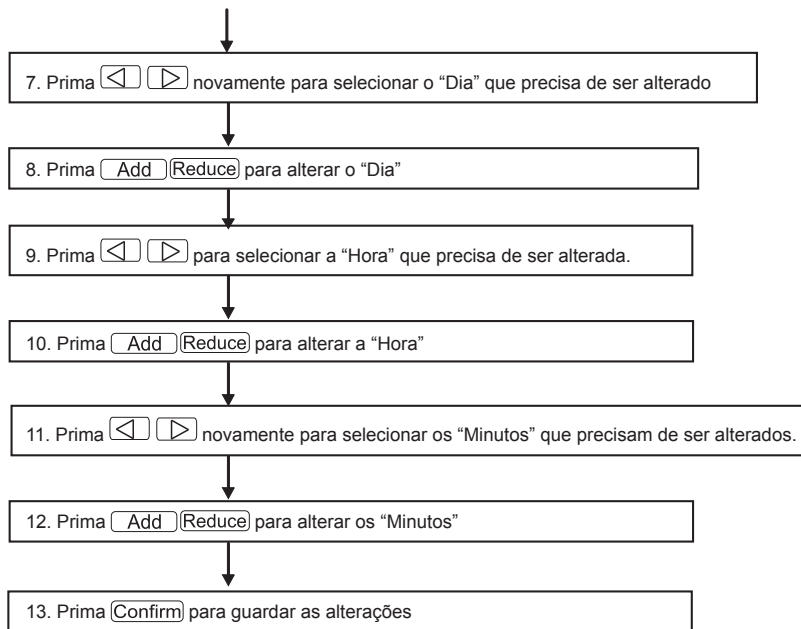 7. Prima novamente para selecionar o “Dia” que precisa de ser alterado
8. Prima Add Reduce para alterar o “Dia”
9. Prima para selecionar a “Hora” que precisa de ser alterada.
10. Prima Add Reduce para alterar a “Hora”
11. Prima novamente para selecionar os “Minutos” que precisam de ser alterados.
12. Prima Add Reduce para alterar os “Minutos”
13. Prima Confirm para guardar as alterações